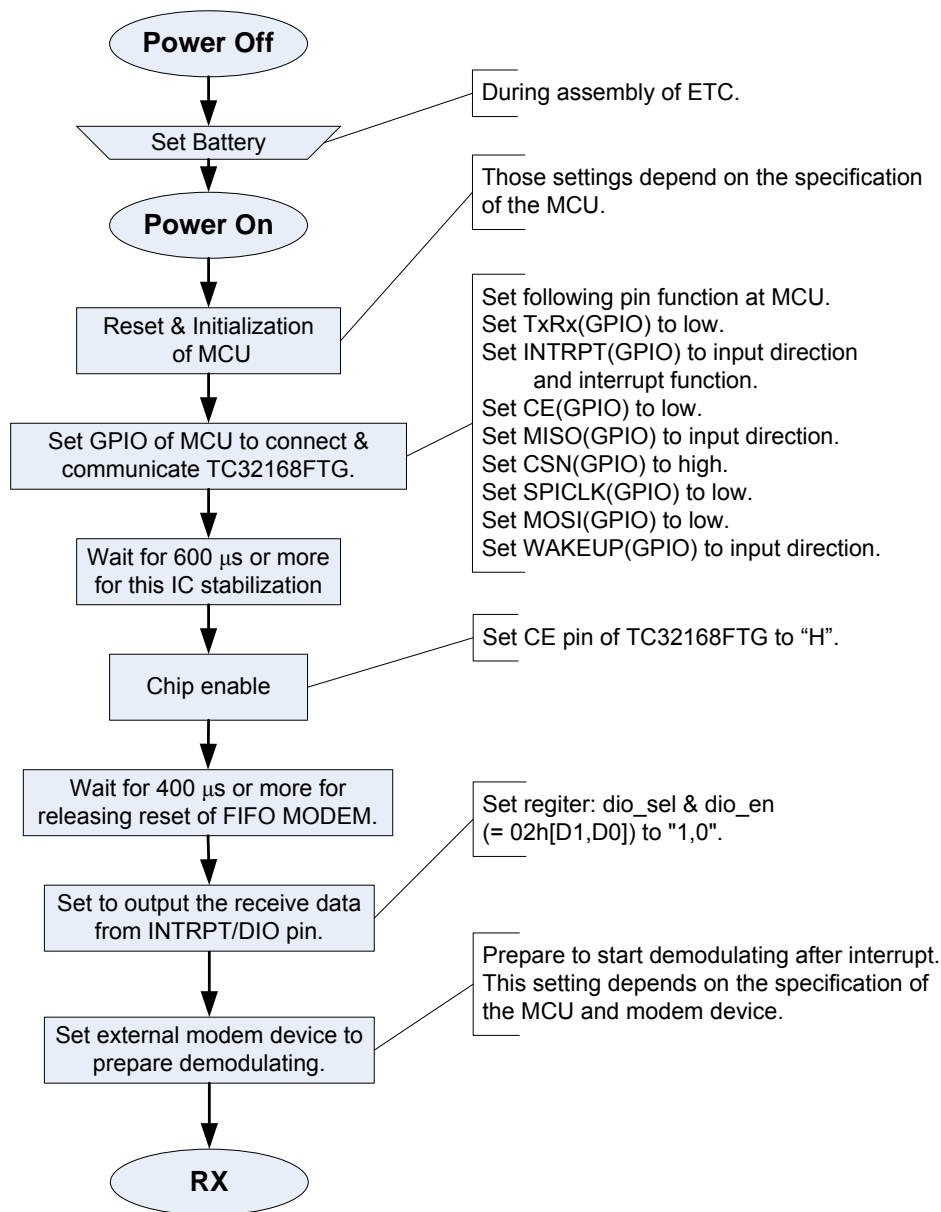 Power Off
During assembly of ETC.
Set Battery
Power On
Those settings depend on the specification
of the MCU.
Reset & Initialization
of MCU
Set following pin function at MCU.
Set TxRx(GPIO) to low.
Set INTRPT(GPIO) to input direction
and interrupt function.
Set CE(GPIO) to low.
Set MISO(GPIO) to input direction.
Set CSN(GPIO) to high.
Set SPICLK(GPIO) to low.
Set MOSI(GPIO) to low.
Set WAKEUP(GPIO) to input direction.
Set GPIO of MCU to connect &
communicate TC32168FTG.
Wait for 600 μs or more
for this IC stabilization
Set CE pin of TC32168FTG to “H”.
Chip enable
Wait for 400 μs or more for
releasing reset of FIFO MODEM.
Set regiter: dio_sel & dio_en
(= 02h[D1,D0]) to "1,0".
Set to output the receive data
from INTRPT/DIO pin.
Prepare to start demodulating after interrupt.
This setting depends on the specification of
the MCU and modem device.
Set external modem device to
prepare demodulating.
RX